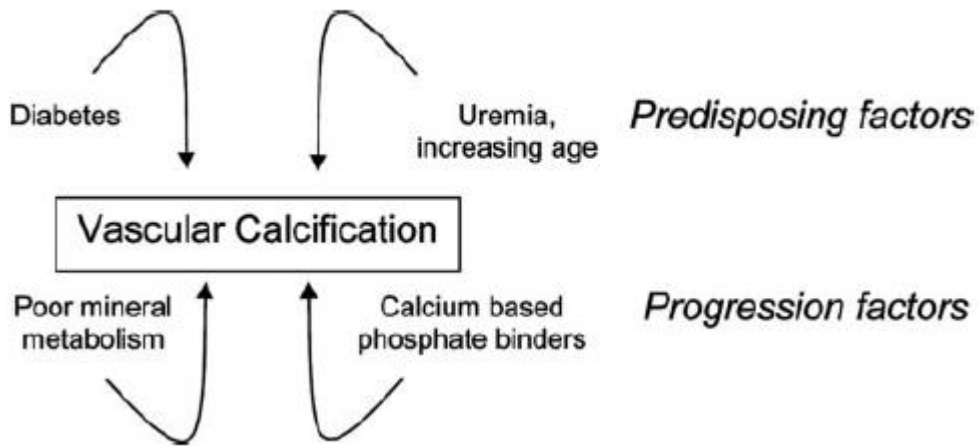 Diabetes
Uremia,
increasing age
Predisposing factors
Vascular Calcification
Poor mineral
metabolism
Calcium based
phosphate binders
Progression factors